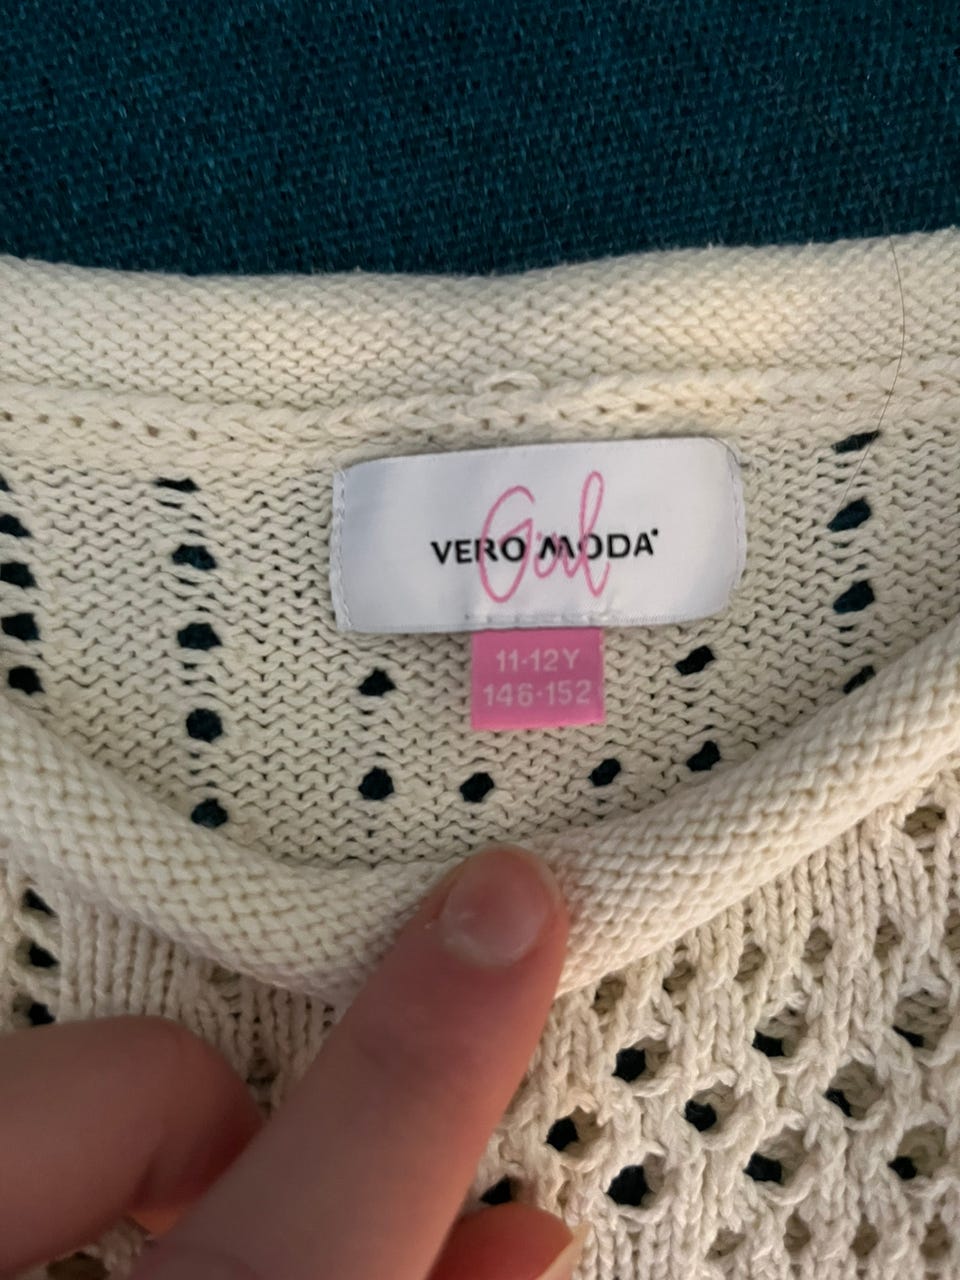 VERO MODA
Girl
11-12Y
146-152